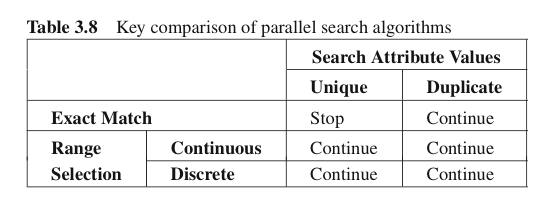 Table 3.8 Key comparison of parallel search algorithms
Search Attribute Values
Unique Duplicate
Exact Match Stop Continue
Range Continuous Continue Continue
Selection Discrete Continue Continue